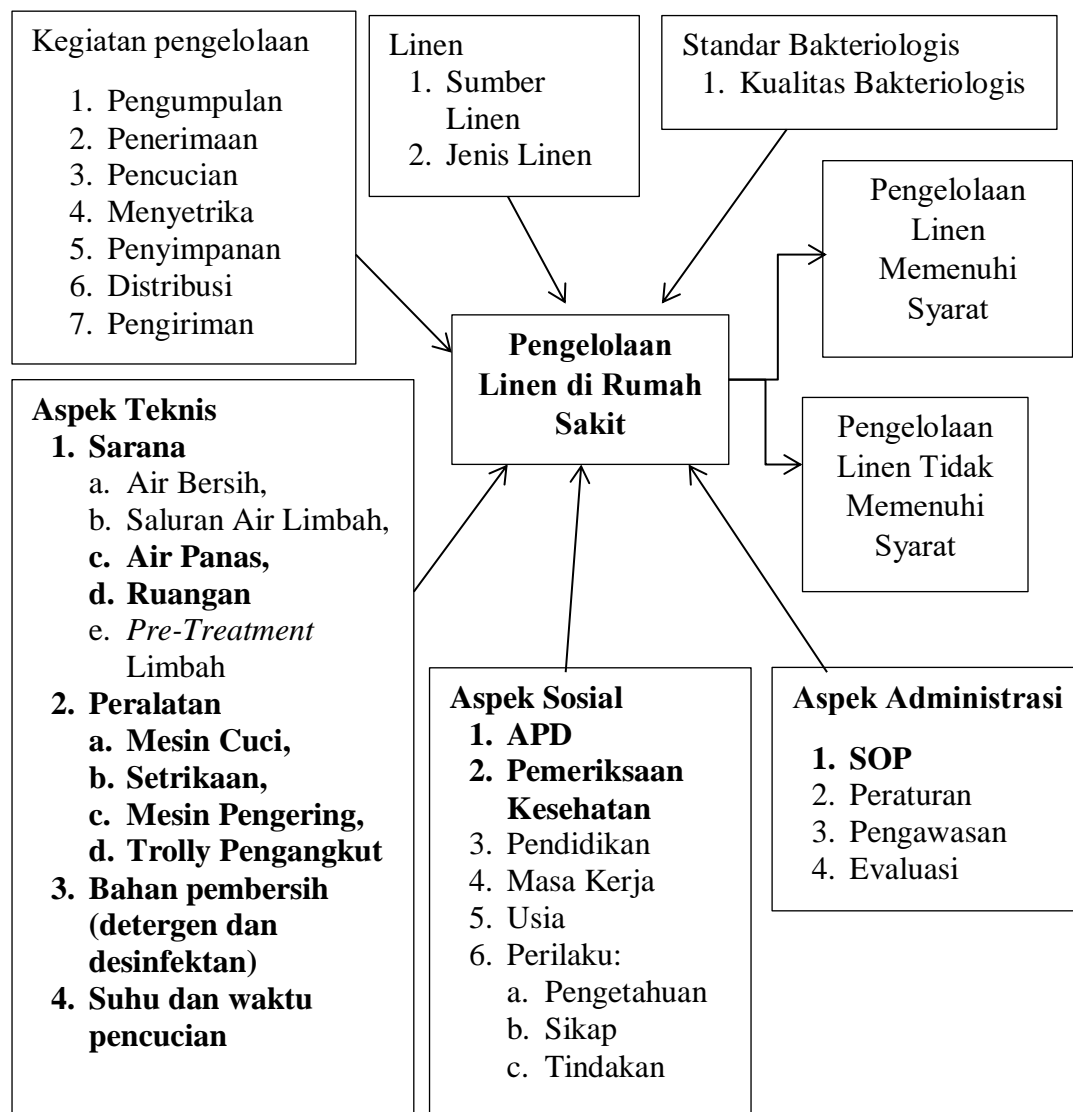 Kegiatan pengelolaan
1. Pengumpulan
2. Penerimaan
3. Pencucian
4. Menyetrika
5. Penyimpanan
6. Distribusi
7. Pengiriman
Linen
1. Sumber
Linen
2. Jenis Linen
Standar Bakteriologis
1. Kualitas Bakteriologis
Pengelolaan
Linen
Memenuhi
Syarat
Pengelolaan
Linen di Rumah
Sakit
Pengelolaan
Linen Tidak
Memenuhi
Syarat
Aspek Teknis
1. Sarana
a. Air Bersih,
b. Saluran Air Limbah,
c. Air Panas,
d. Ruangan
e. Pre-Treatment
Limbah
2. Peralatan
a. Mesin Cuci,
b. Setrikaan,
c. Mesin Pengering,
d. Trolly Pengangkut
3. Bahan pembersih
(detergen dan
desinfektan)
4. Suhu dan waktu
pencucian
Aspek Sosial
1. APD
2. Pemeriksaan
Kesehatan
3. Pendidikan
4. Masa Kerja
5. Usia
6. Perilaku:
a. Pengetahuan
b. Sikap
c. Tindakan
Aspek Administrasi
1. SOP
2. Peraturan
3. Pengawasan
4. Evaluasi